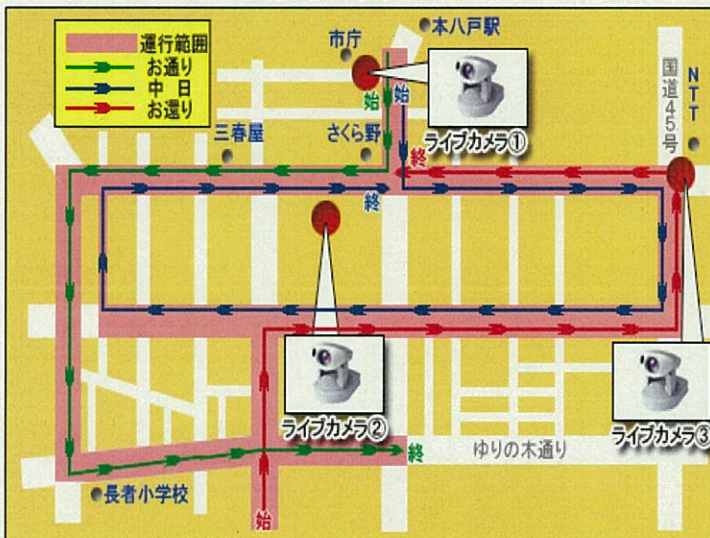 運行範囲
お通り
中日
お還り
市庁
本八戸駅
始
始
ライブカメラ①
国道45号
NTT
三春屋
さくら野
終
終
ライブカメラ②
ライブカメラ③
終
ゆりの木通り
長者小学校
始